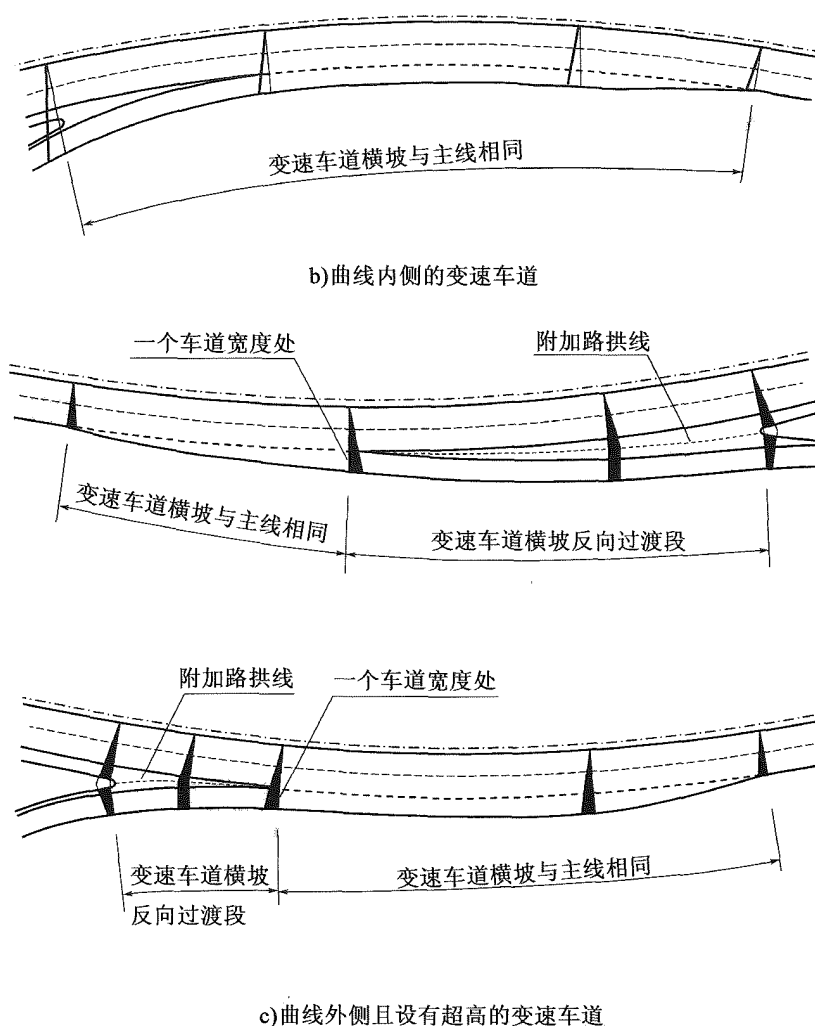 变速车道横坡与主线相同
b)曲线内侧的变速车道
一个车道宽度处
附加路拱线
变速车道横坡与主线相同
变速车道横坡反向过渡段
附加路拱线
一个车道宽度处
变速车道横坡
反向过渡段
变速车道横坡与主线相同
c)曲线外侧且设有超高的变速车道